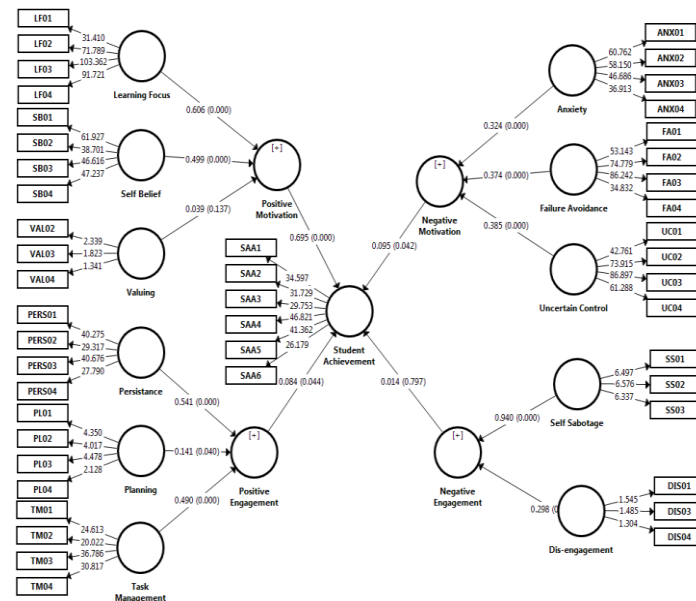 LF01
LF02
LF03
LF04
31.410
71.789
103.362
91.721
Learning Focus
0.606 (0.000)
SB01
SB02
SB03
SB04
61.927
38.701
46.616
47.237
Self Belief
0.499 (0.000)
[+]
Positive
Motivation
VAL02
VAL03
VAL04
2.339
1.823
1.341
Valuing
0.039 (0.137)
0.695 (0.000)
PERS01
PERS02
PERS03
PERS04
40.275
29.317
40.676
27.790
Persistance
0.541 (0.000)
PL01
PL02
PL03
PL04
4.350
4.017
4.478
2.128
Planning
0.141 (0.040)
[+]
Positive
Engagement
0.084 (0.044)
TM01
TM02
TM03
TM04
24.613
20.022
36.786
30.817
Task
Management
0.490 (0.000)
SAA1
SAA2
SAA3
SAA4
SAA5
SAA6
34.597
31.729
29.753
46.821
41.362
26.179
Student
Achievement
ANX01
ANX02
ANX03
ANX04
60.762
58.150
46.686
36.913
Anxiety
0.324 (0.000)
FA01
FA02
FA03
FA04
53.143
74.779
86.242
34.832
Failure Avoidance
0.374 (0.000)
[+]
Negative
Motivation
0.095 (0.042)
UC01
UC02
UC03
UC04
42.761
73.915
86.897
61.288
Uncertain Control
0.385 (0.000)
SS01
SS02
SS03
6.497
6.576
6.337
Self Sabotage
0.940 (0.000)
0.014 (0.797)
[+]
Negative
Engagement
DIS01
DIS03
DIS04
1.545
1.485
1.304
Dis-engagement
0.298 (0